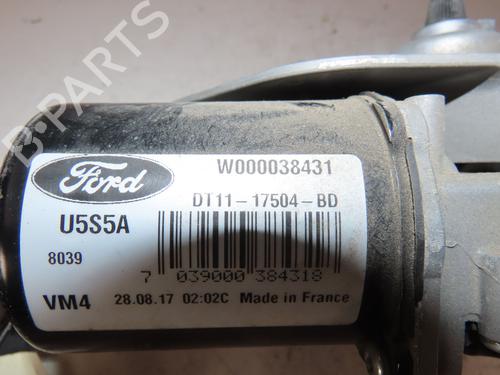 Ford
W000038431
DT11-17504-BD
U5S5A
8039
7 039000 384318
VM4 28.08.17 02:02C Made in France
B-PARTS